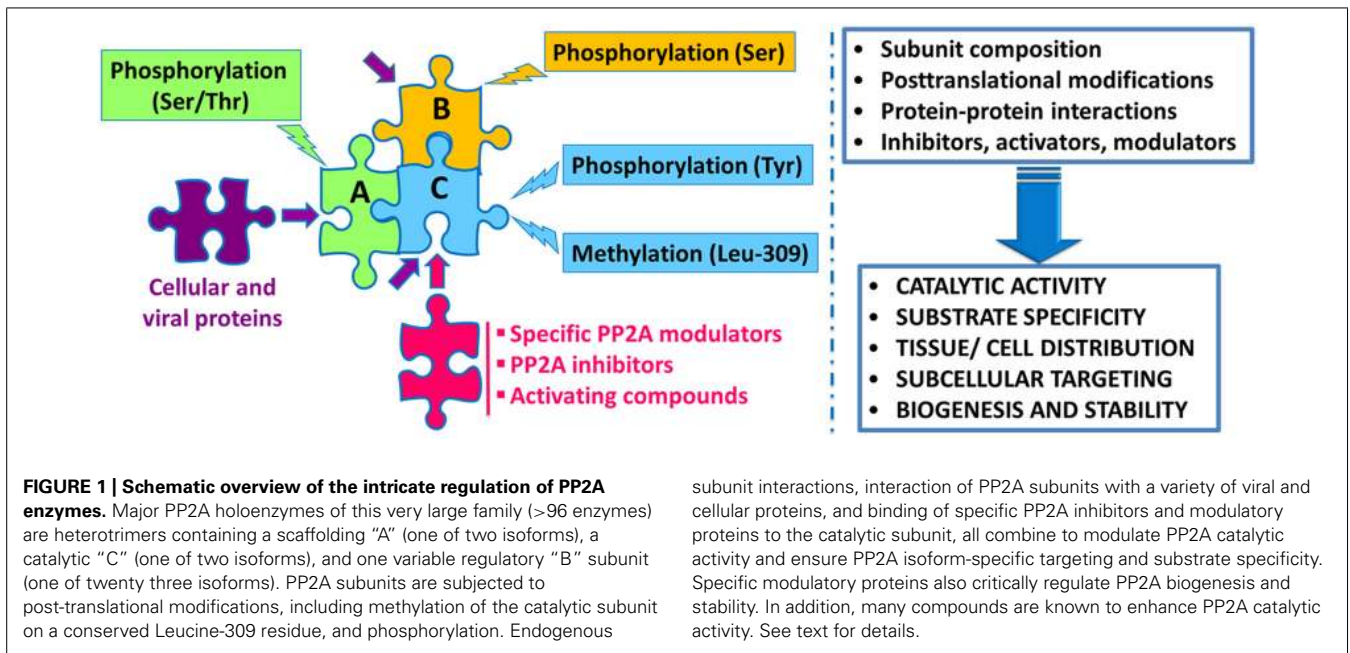 Phosphorylation
(Ser/Thr)
Phosphorylation (Ser)
B
A
C
Phosphorylation (Tyr)
Methylation (Leu-309)
Cellular and
viral proteins
▪ Specific PP2A modulators
▪ PP2A inhibitors
▪ Activating compounds
• Subunit composition
• Posttranslational modifications
• Protein-protein interactions
• Inhibitors, activators, modulators
• CATALYTIC ACTIVITY
• SUBSTRATE SPECIFICITY
• TISSUE/ CELL DISTRIBUTION
• SUBCELLULAR TARGETING
• BIOGENESIS AND STABILITY
FIGURE 1 | Schematic overview of the intricate regulation of PP2A
enzymes. Major PP2A holoenzymes of this very large family (>96 enzymes)
are heterotrimers containing a scaffolding "A" (one of two isoforms), a
catalytic "C" (one of two isoforms), and one variable regulatory "B" subunit
(one of twenty three isoforms). PP2A subunits are subjected to
post-translational modifications, including methylation of the catalytic subunit
on a conserved Leucine-309 residue, and phosphorylation. Endogenous
subunit interactions, interaction of PP2A subunits with a variety of viral and
cellular proteins, and binding of specific PP2A inhibitors and modulatory
proteins to the catalytic subunit, all combine to modulate PP2A catalytic
activity and ensure PP2A isoform-specific targeting and substrate specificity.
Specific modulatory proteins also critically regulate PP2A biogenesis and
stability. In addition, many compounds are known to enhance PP2A catalytic
activity. See text for details.